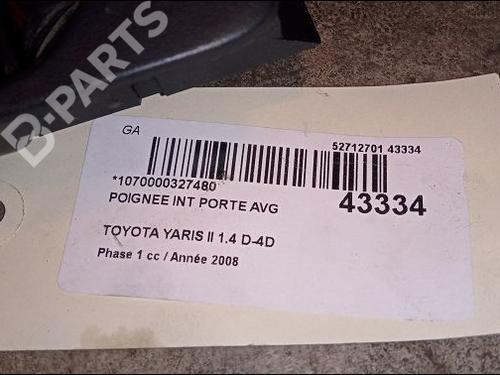 B-PARTS
GA
52712701 43334
*1070000327480
POIGNEE INT PORTE AVG
43334
TOYOTA YARIS II 1.4 D-4D
Phase 1 cc / Année 2008